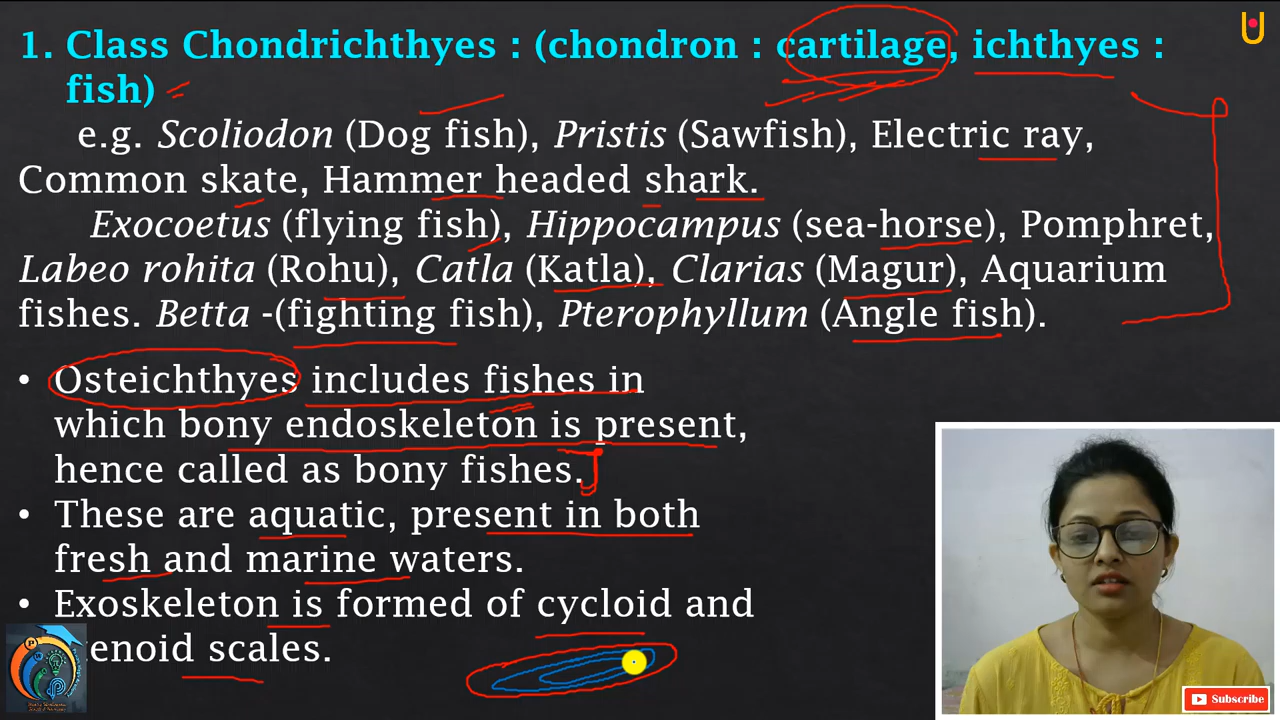 1. Class Chondrichthyes : (chondron : cartilage, ichthyes :
fish)
e.g. Scoliodon (Dog fish), Pristis (Sawfish), Electric ray,
Common skate, Hammer headed shark.
Exocoetus (flying fish), Hippocampus (sea-horse), Pomphret,
Labeo rohita (Rohu), Catla (Katla), Clarias (Magur), Aquarium
fishes. Betta -(fighting fish), Pterophyllum (Angle fish).
• Osteichthyes includes fishes in
which bony endoskeleton is present,
hence called as bony fishes.
• These are aquatic, present in both
fresh and marine waters.
• Exoskeleton is formed of cycloid and
tenoid scales.
Subscribe